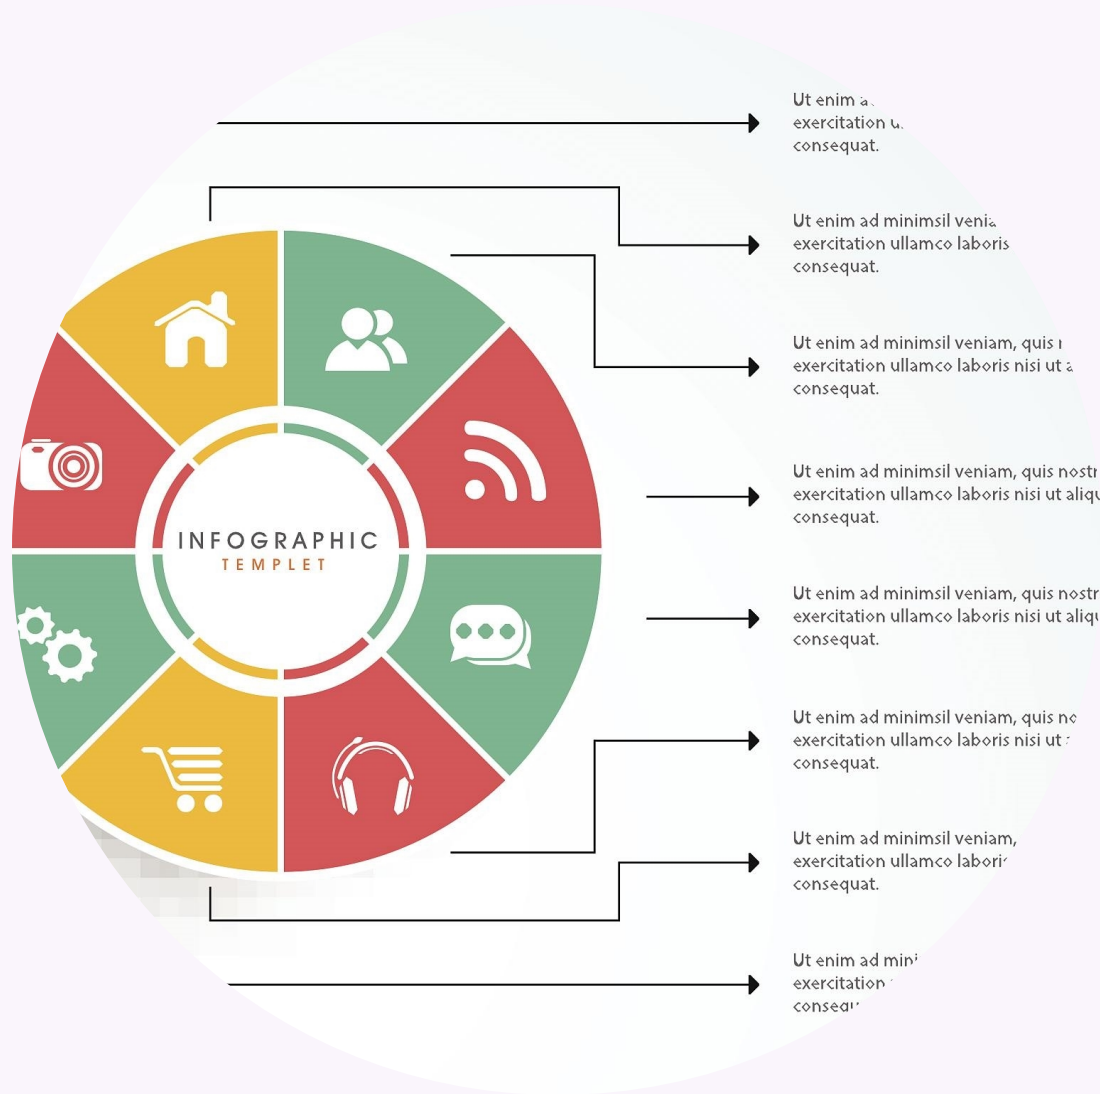 Ut enim
exercitation
consequat.
Ut enim ad minimsil
exercitation ullamco laboris
consequat.
Ut enim ad minimsil veniam, quis
exercitation ullamco laboris nisi ut
consequat.
INFOGRAPHIC
TEMPLET
Ut enim ad minimsil veniam, quis
exercitation ullamco laboris nisi ut
consequat.
Ut enim ad minimsil veniam, quis
exercitation ullamco laboris nisi ut
consequat.
Ut enim ad minimsil veniam, quis
exercitation ullamco laboris nisi ut
consequat.
Ut enim ad minimsil veniam,
exercitation ullamco
consequat.
Ut enim ad
exercitation